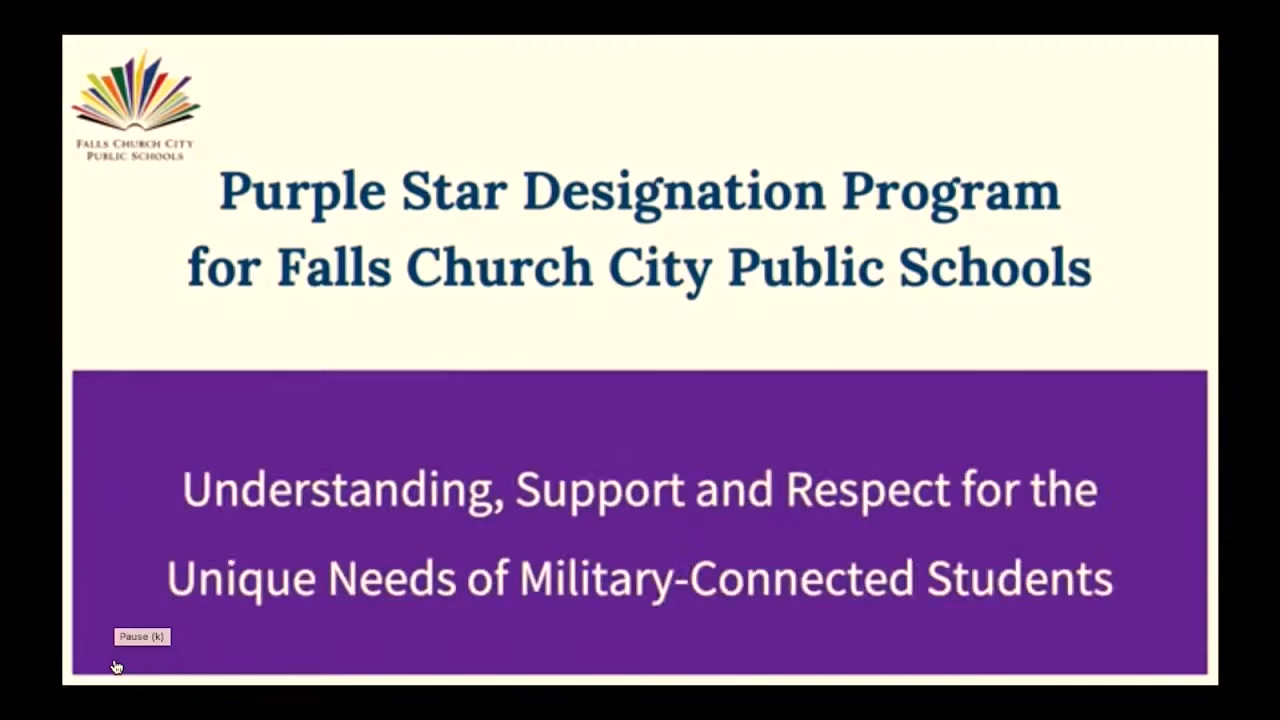 FALLS CHURCH CITY
PUBLIC SCHOOLS
Purple Star Designation Program
for Falls Church City Public Schools
Understanding, Support and Respect for the
Unique Needs of Military-Connected Students
Pause (k)